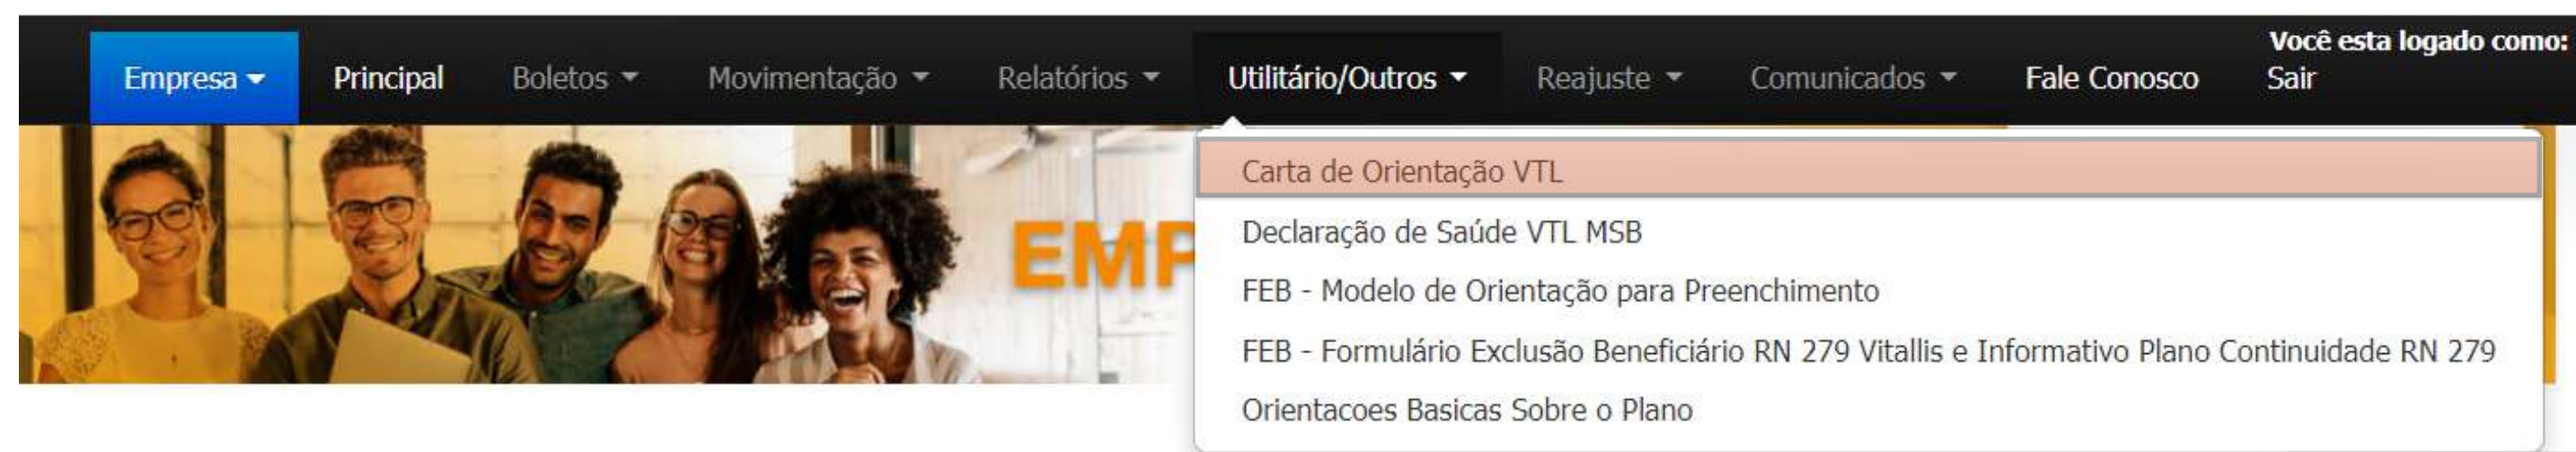 Você esta logado como:
Empresa Principal Boletos Movimentação Relatórios Utilitário/Outros Reajuste Comunicados Fale Conosco Sair
Carta de Orientação VTL
Declaração de Saúde VTL MSB
FEB - Modelo de Orientação para Preenchimento
FEB - Formulário Exclusão Beneficiário RN 279 Vitallis e Informativo Plano Continuidade RN 279
Orientacoes Basicas Sobre o Plano
EMP